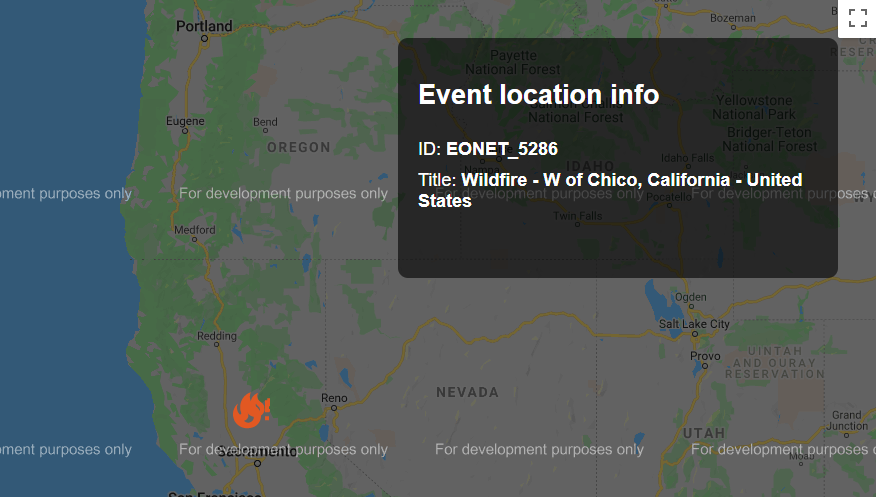 Portland
Bozeman
Payette
National Forest
Event location info
National Forest
Yellowstone
National Park
Bridger-Teton
National Forest
Eugene
Bend
OREGON
ID: EONET_5286
IDAHO
Idaho Falls
Title: Wildfire - W of Chico, California - United
States
pment purposes only
For development purposes only
For development purposes only
For development purposes o
Pocatello
Twin Falls
Medford
Ogden
Salt Lake City
Redding
Provo
UINTAH
AND OURAY
RESERVATION
NEVADA
Reno
Grand
Junction
UTAH
pment purposes only
For development purposes only
For development purposes only
For development purposes o
Sacramento
Moab
San Francisco